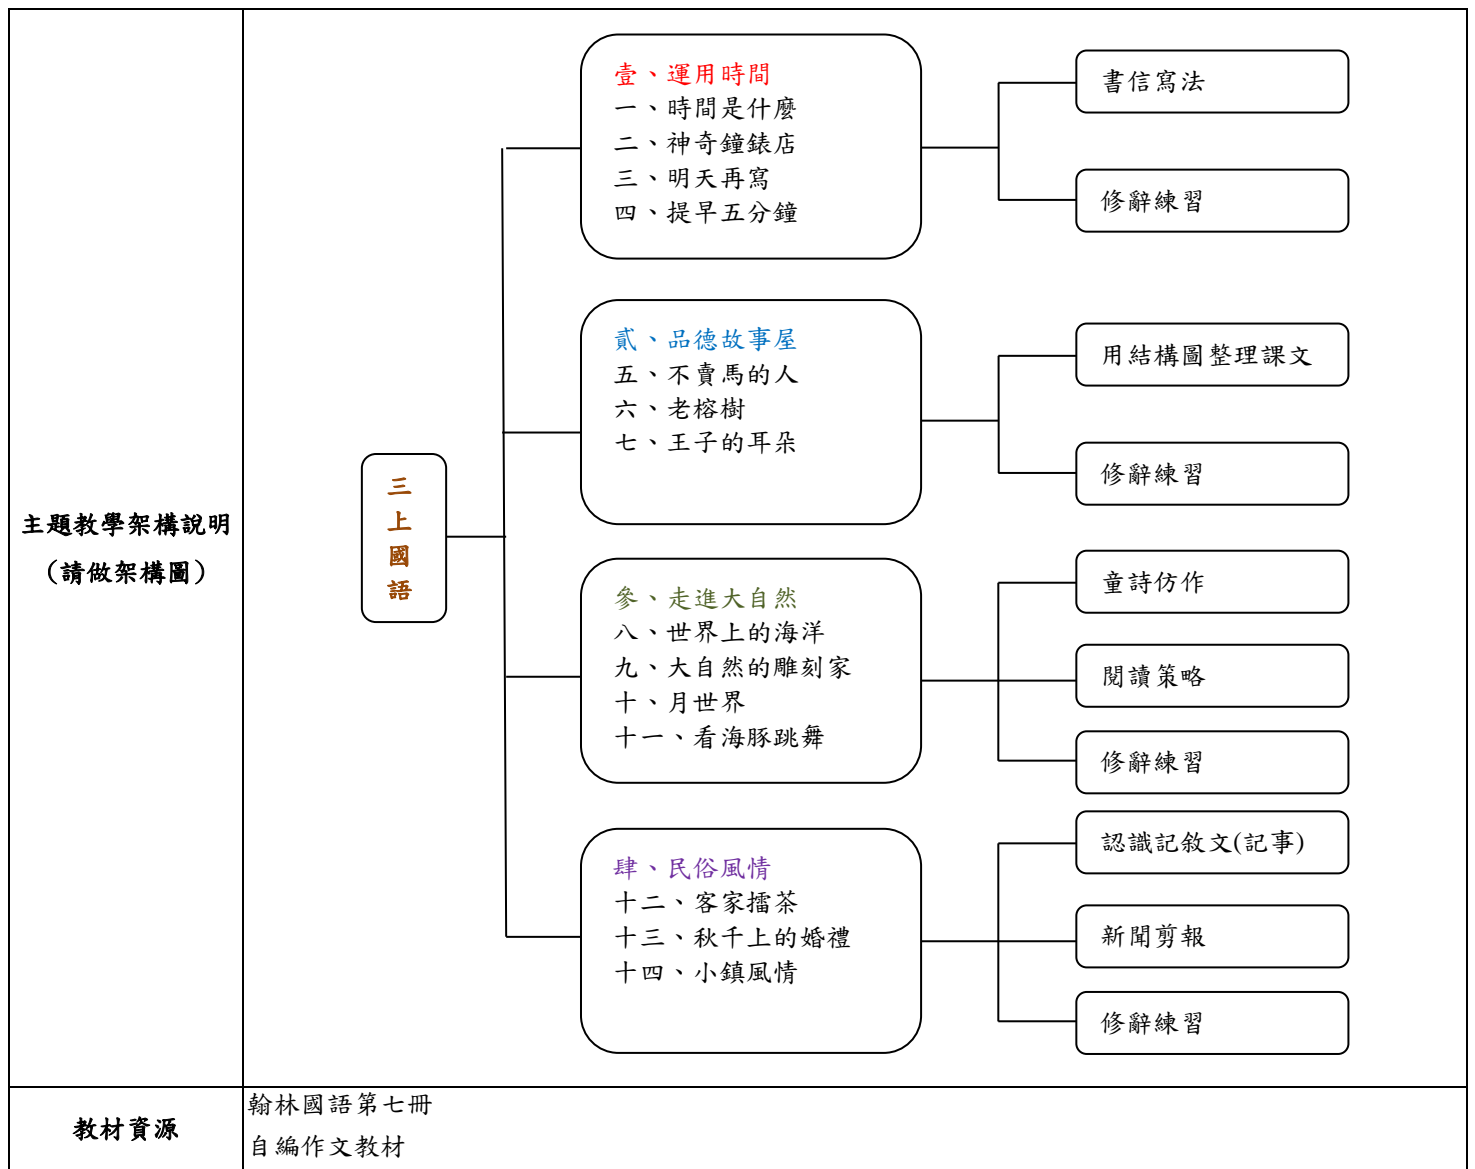 主題教學架構說明
（請做架構圖）
三
上
國
語
壹、運用時間
一、時間是什麼
二、神奇鐘錶店
三、明天再寫
四、提早五分鐘
書信寫法
修辭練習
貳、品德故事屋
五、不賣馬的人
六、老榕樹
七、王子的耳朵
用結構圖整理課文
修辭練習
參、走進大自然
八、世界上的海洋
九、大自然的雕刻家
十、月世界
十一、看海豚跳舞
童詩仿作
閱讀策略
修辭練習
肆、民俗風情
十二、客家擂茶
十三、秋千上的婚禮
十四、小鎮風情
認識記敘文(記事)
新聞剪報
修辭練習
教材資源
翰林國語第七冊
自編作文教材